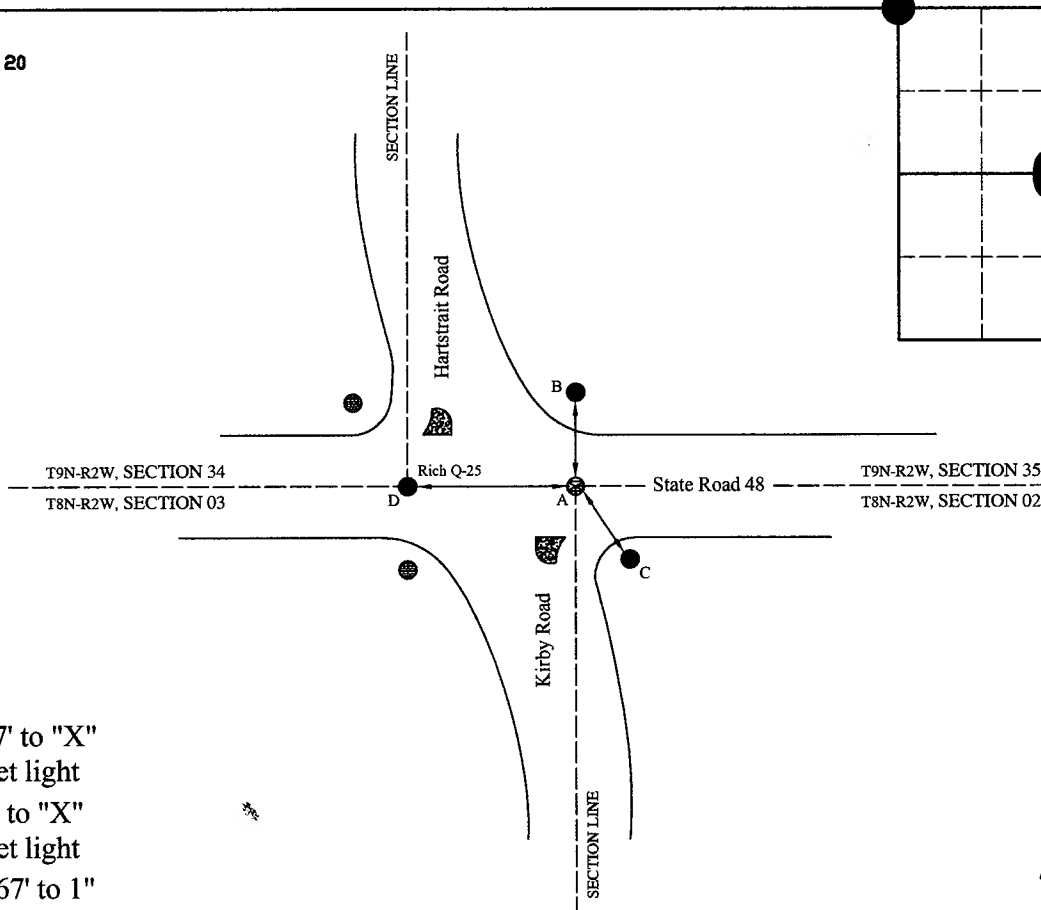 20
SECTION LINE
Hartstrait Road
B
T9N-R2W, SECTION 34
Rich Q-25
State Road 48
T9N-R2W, SECTION 35
T8N-R2W, SECTION 03
D
A
T8N-R2W, SECTION 02
C
Kirby Road
7' to "X"
et light
to "X"
et light
67' to 1"
SECTION LINE